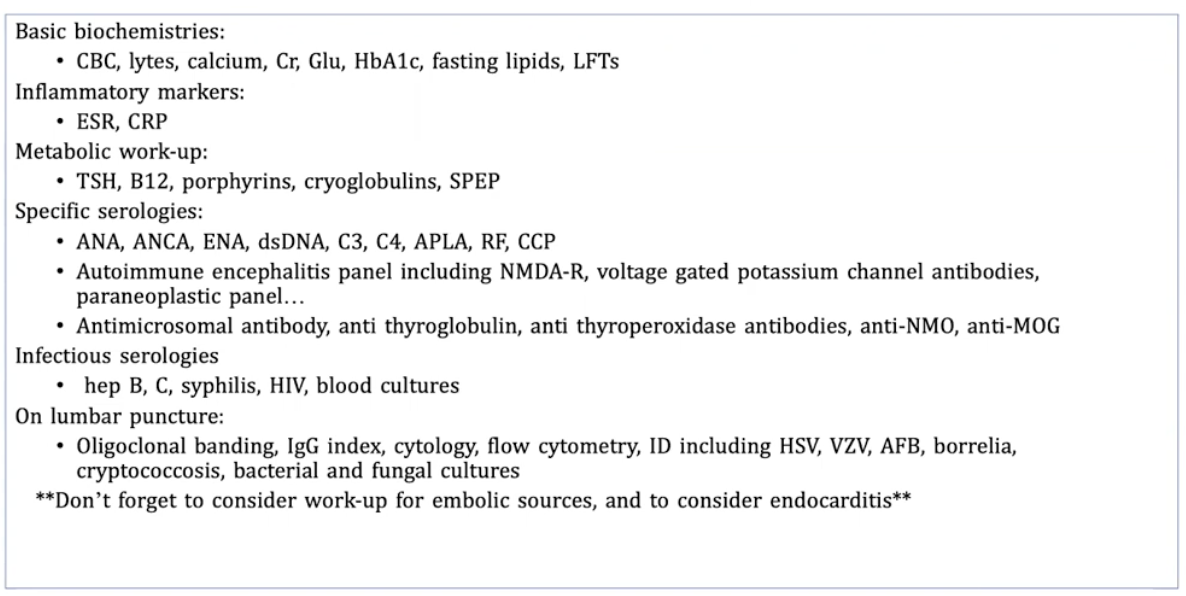 Basic biochemistries:
• CBC, lytes, calcium, Cr, Glu, HbA1c, fasting lipids, LFTs
Inflammatory markers:
• ESR, CRP
Metabolic work-up:
• TSH, B12, porphyrins, cryoglobulins, SPEP
Specific serologies:
• ANA, ANCA, ENA, dsDNA, C3, C4, APLA, RF, CCP
• Autoimmune encephalitis panel including NMDA-R, voltage gated potassium channel antibodies,
paraneoplastic panel…
• Antimicrosomal antibody, anti thyroglobulin, anti thyroperoxidase antibodies, anti-NMO, anti-MOG
Infectious serologies
• hep B, C, syphilis, HIV, blood cultures
On lumbar puncture:
• Oligoclonal banding, IgG index, cytology, flow cytometry, ID including HSV, VZV, AFB, borrelia,
cryptococcosis, bacterial and fungal cultures
**Don’t forget to consider work-up for embolic sources, and to consider endocarditis**